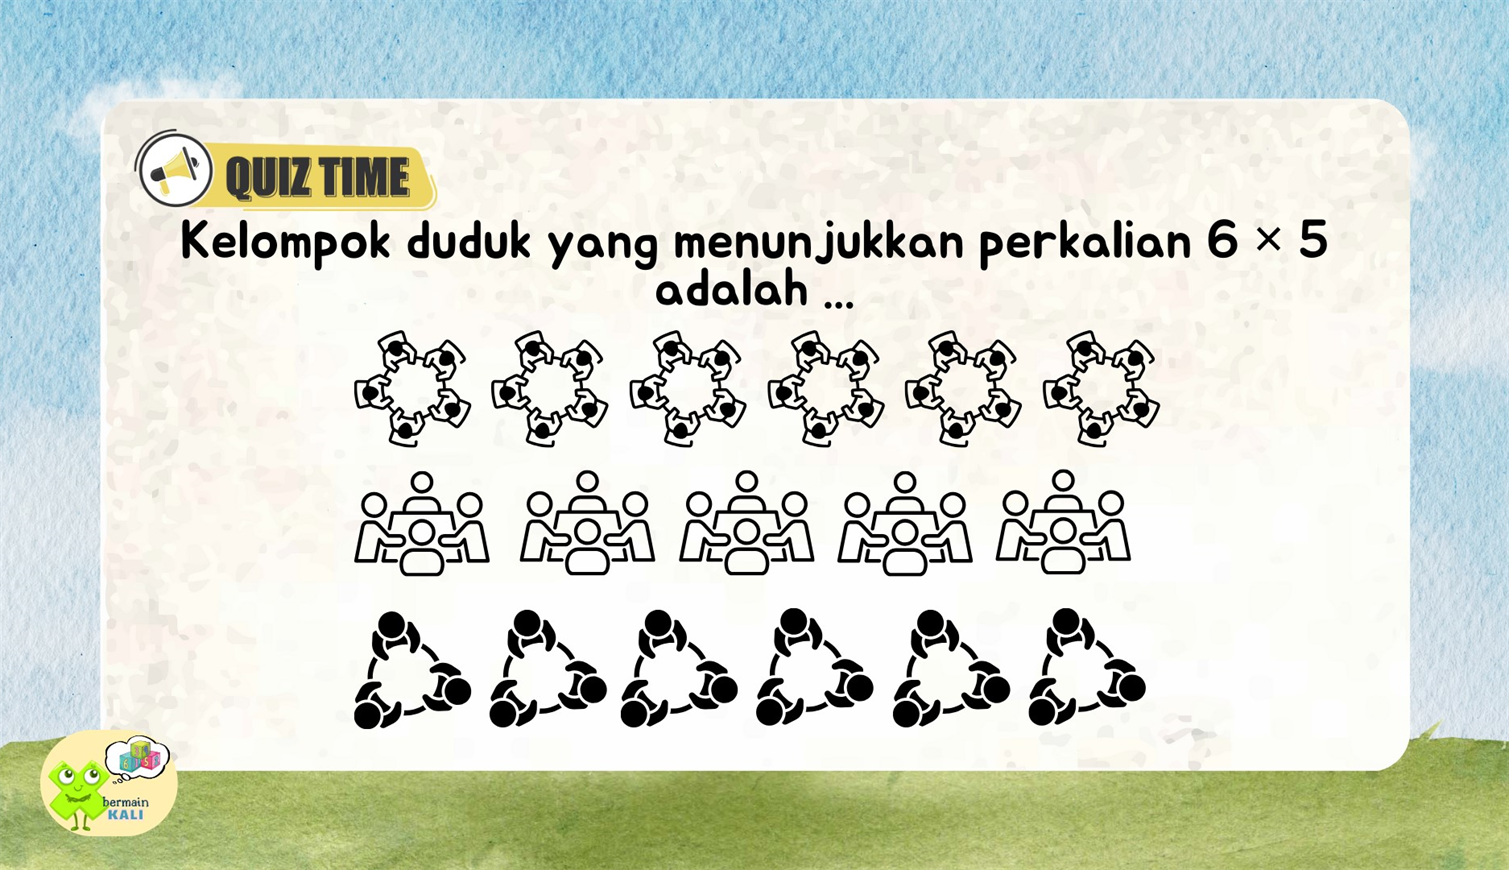 QUIZ TIME
Kelompok duduk yang menunjukkan perkalian 6 × 5
adalah ...
bermain
KALI